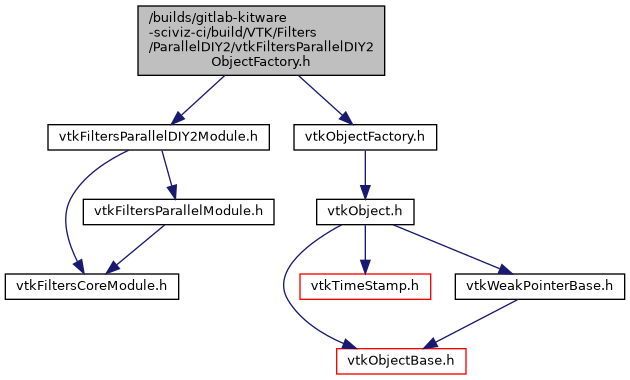 /builds/gitlab-kitware
-sciviz-ci/build/VTK/Filters
/ParallelDIY2/vtkFiltersParallelDIY2
ObjectFactory.h
vtkFiltersParallelDIY2Module.h
vtkObjectFactory.h
vtkFiltersParallelModule.h
vtkObject.h
vtkFiltersCoreModule.h
vtkTimeStamp.h
vtkWeakPointerBase.h
vtkObjectBase.h